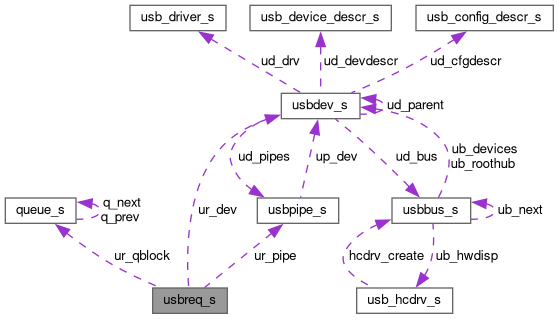 usb_driver_s
usb_device_descr_s
usb_config_descr_s
ud_drv
ud_devdescr
ud_cfgdescr
usbdev_s
ud_parent
ud_pipes
up_dev
ud_bus
ub_devices
ub_roothub
queue_s
q_next
q_prev
ur_dev
usbpipe_s
usbbus_s
ub_next
ur_qblock
ur_pipe
hcdrv_create
ub_hwdisp
usbreq_s
usb_hcdrv_s